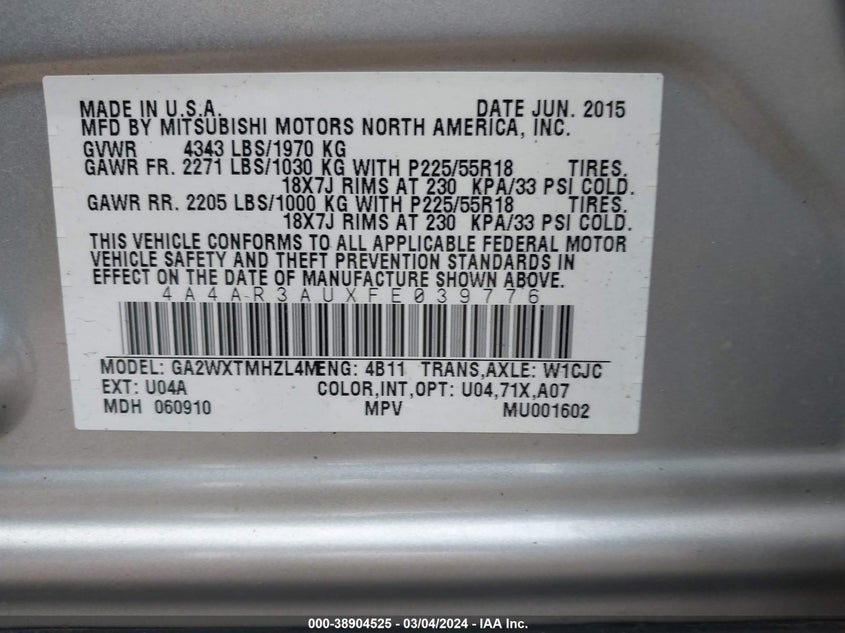 MADE IN U.S.A. DATE JUN. 2015
MFD BY MITSUBISHI MOTORS NORTH AMERICA, INC.
GVWR 4343 LBS/1970 KG
GAWR FR. 2271 LBS/1030 KG WITH P225/55R18 TIRES.
18X7J RIMS AT 230 KPA/33 PSI COLD.
GAWR RR. 2205 LBS/1000 KG WITH P225/55R18 TIRES.
18X7J RIMS AT 230 KPA/33 PSI COLD.
THIS VEHICLE CONFORMS TO ALL APPLICABLE FEDERAL MOTOR
VEHICLE SAFETY AND THEFT PREVENTION STANDARDS IN
EFFECT ON THE DATE OF MANUFACTURE SHOWN ABOVE.
4A4AR3AUXFE039776
MODEL: GA2WXTMHZL4M ENG: 4B11 TRANS,AXLE: W1CJC
EXT: U04A COLOR,INT,OPT: U04,71X,A07
MDH 060910 MPV MU001602
000-38904525 - 03/04/2024 - IAA Inc.